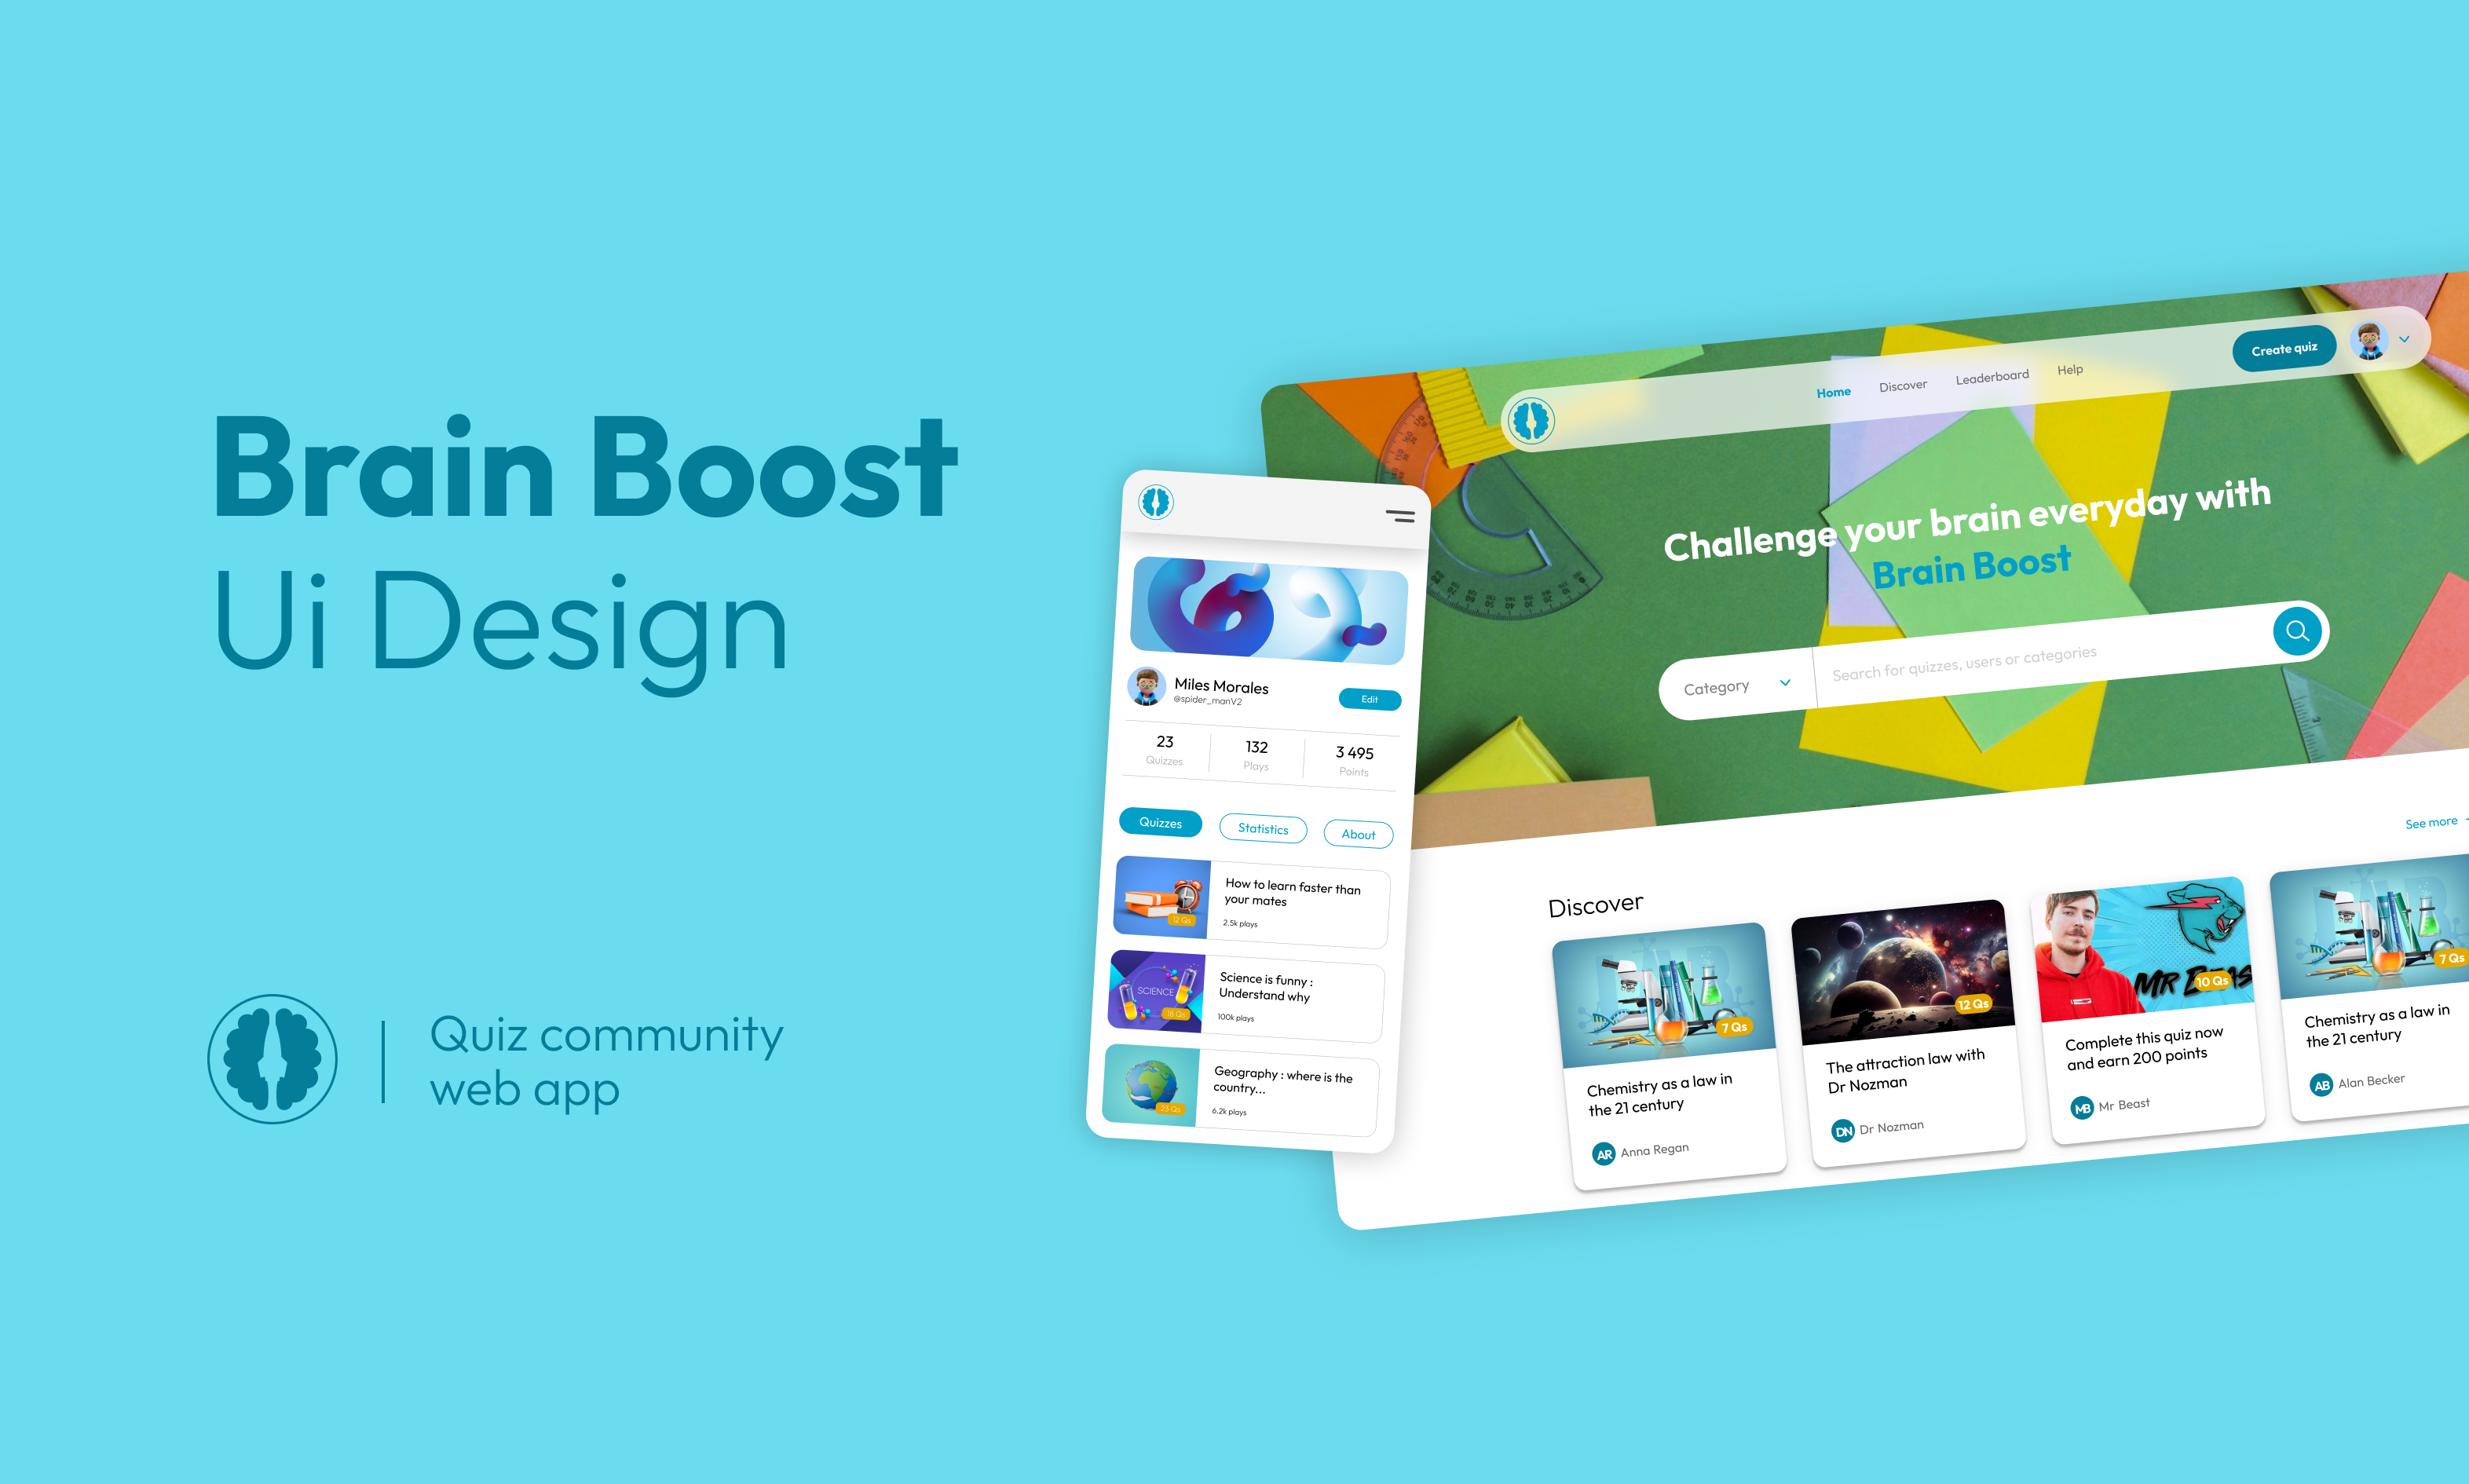 Brain Boost
Ui Design
Quiz community
web app
Miles Morales
@spider_manV2
Edit
23
Quizzes
132
Plays
3 495
Points
Quizzes
Statistics
About
12 Qs
How to learn faster than
your mates
2.5k plays
SCIENCE
16 Qs
Science is funny :
Understand why
100k plays
23 Qs
Geography : where is the
country...
6.2k plays
Home
Discover
Leaderboard
Help
Create quiz
Challenge your brain everyday with
Brain Boost
Category
Search for quizzes, users or categories
Discover
See more
7 Qs
Chemistry as a law in
the 21 century
AR
Anna Regan
12 Qs
The attraction law with
Dr Nozman
DN
Dr Nozman
MR BEAST
10 Qs
Complete this quiz now
and earn 200 points
MB
Mr Beast
7 Qs
Chemistry as a law in
the 21 century
AB
Alan Becker